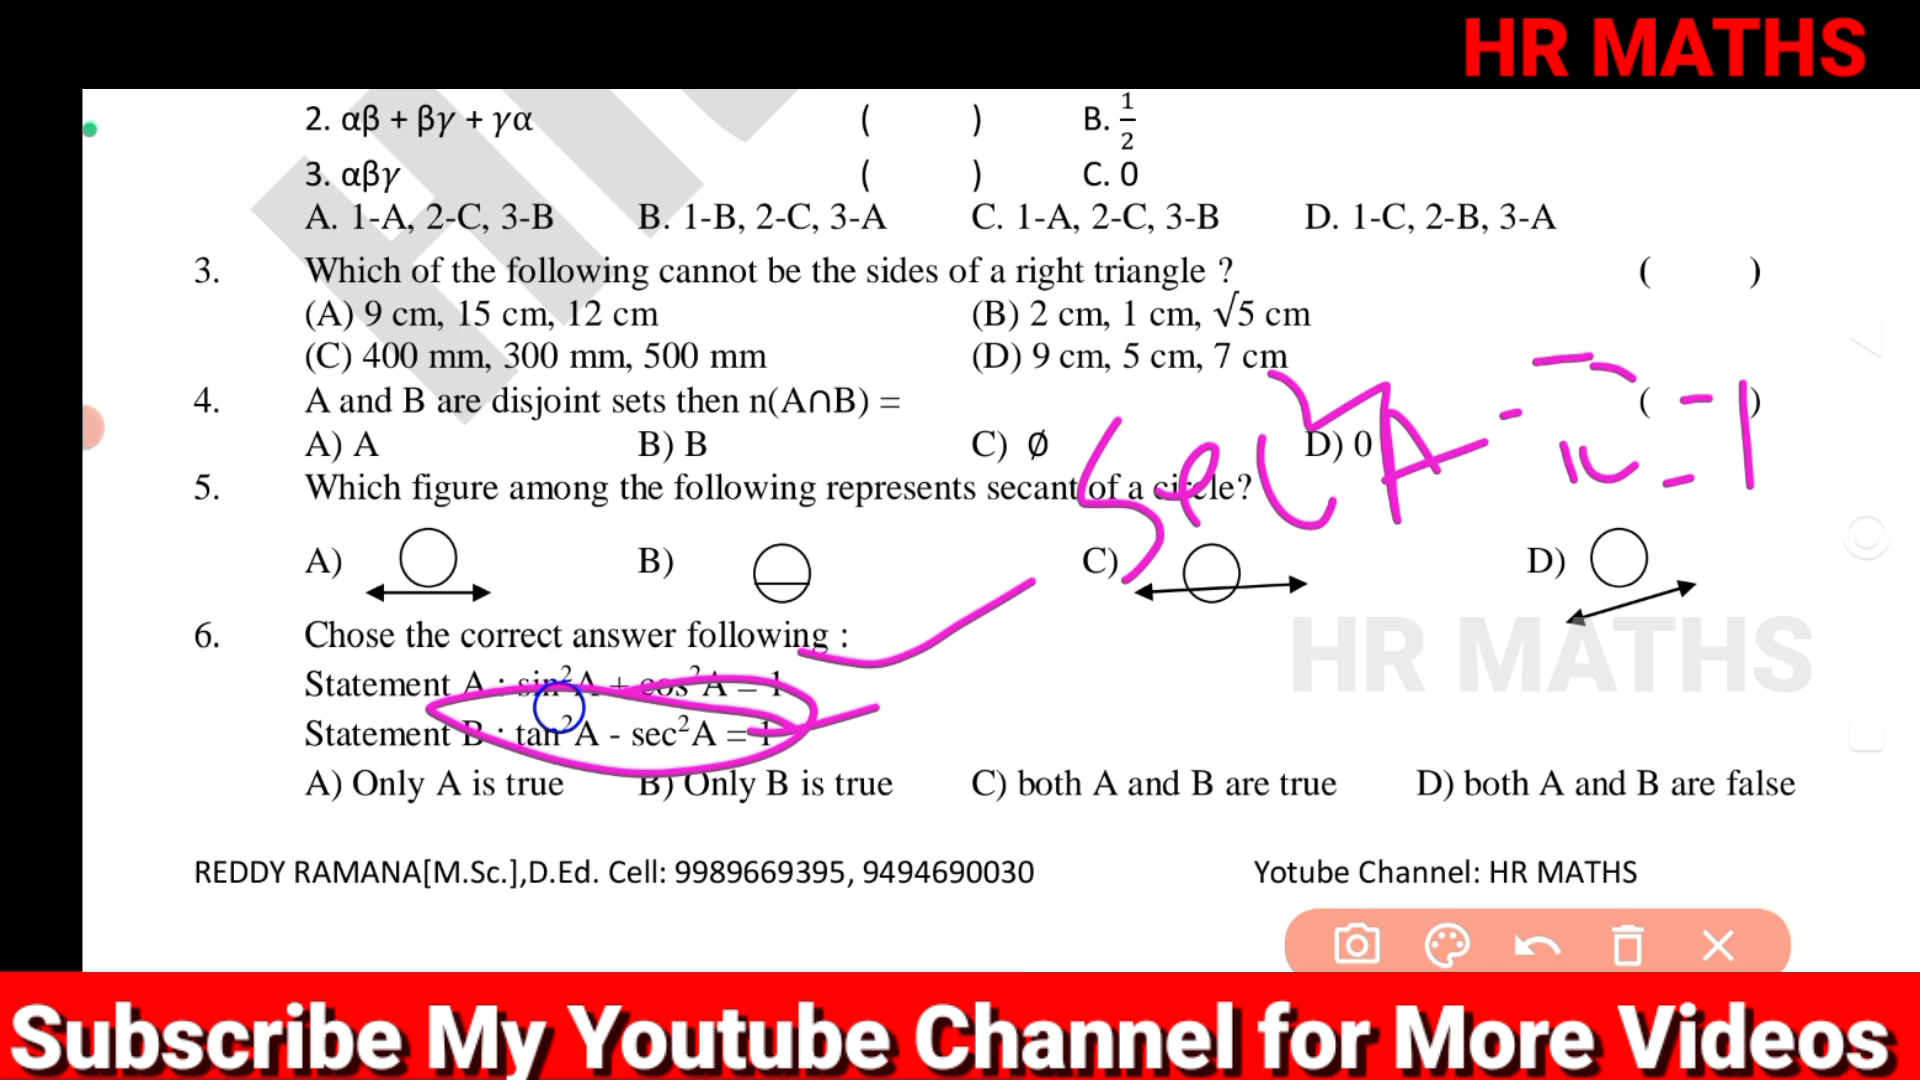 HR MATHS
2. αβ + βγ + γα ( ) B. 1/2
3. αβγ ( ) C. 0
A. 1-A, 2-C, 3-B B. 1-B, 2-C, 3-A C. 1-A, 2-C, 3-B D. 1-C, 2-B, 3-A
3. Which of the following cannot be the sides of a right triangle ? ( )
(A) 9 cm, 15 cm, 12 cm (B) 2 cm, 1 cm, √5 cm
(C) 400 mm, 300 mm, 500 mm (D) 9 cm, 5 cm, 7 cm
4. A and B are disjoint sets then n(A∩B) = ( )
A) A B) B C) ∅ D) 0
sec²A - = 1
5. Which figure among the following represents secant of a circle?
A) B) C) D)
6. Chose the correct answer following :
HR MATHS
Statement A : sin²A + cos²A = 1
Statement B : tan²A - sec²A = 1
A) Only A is true B) Only B is true C) both A and B are true D) both A and B are false
REDDY RAMANA[M.Sc.],D.Ed. Cell: 9989669395, 9494690030 Yotube Channel: HR MATHS
Subscribe My Youtube Channel for More Videos